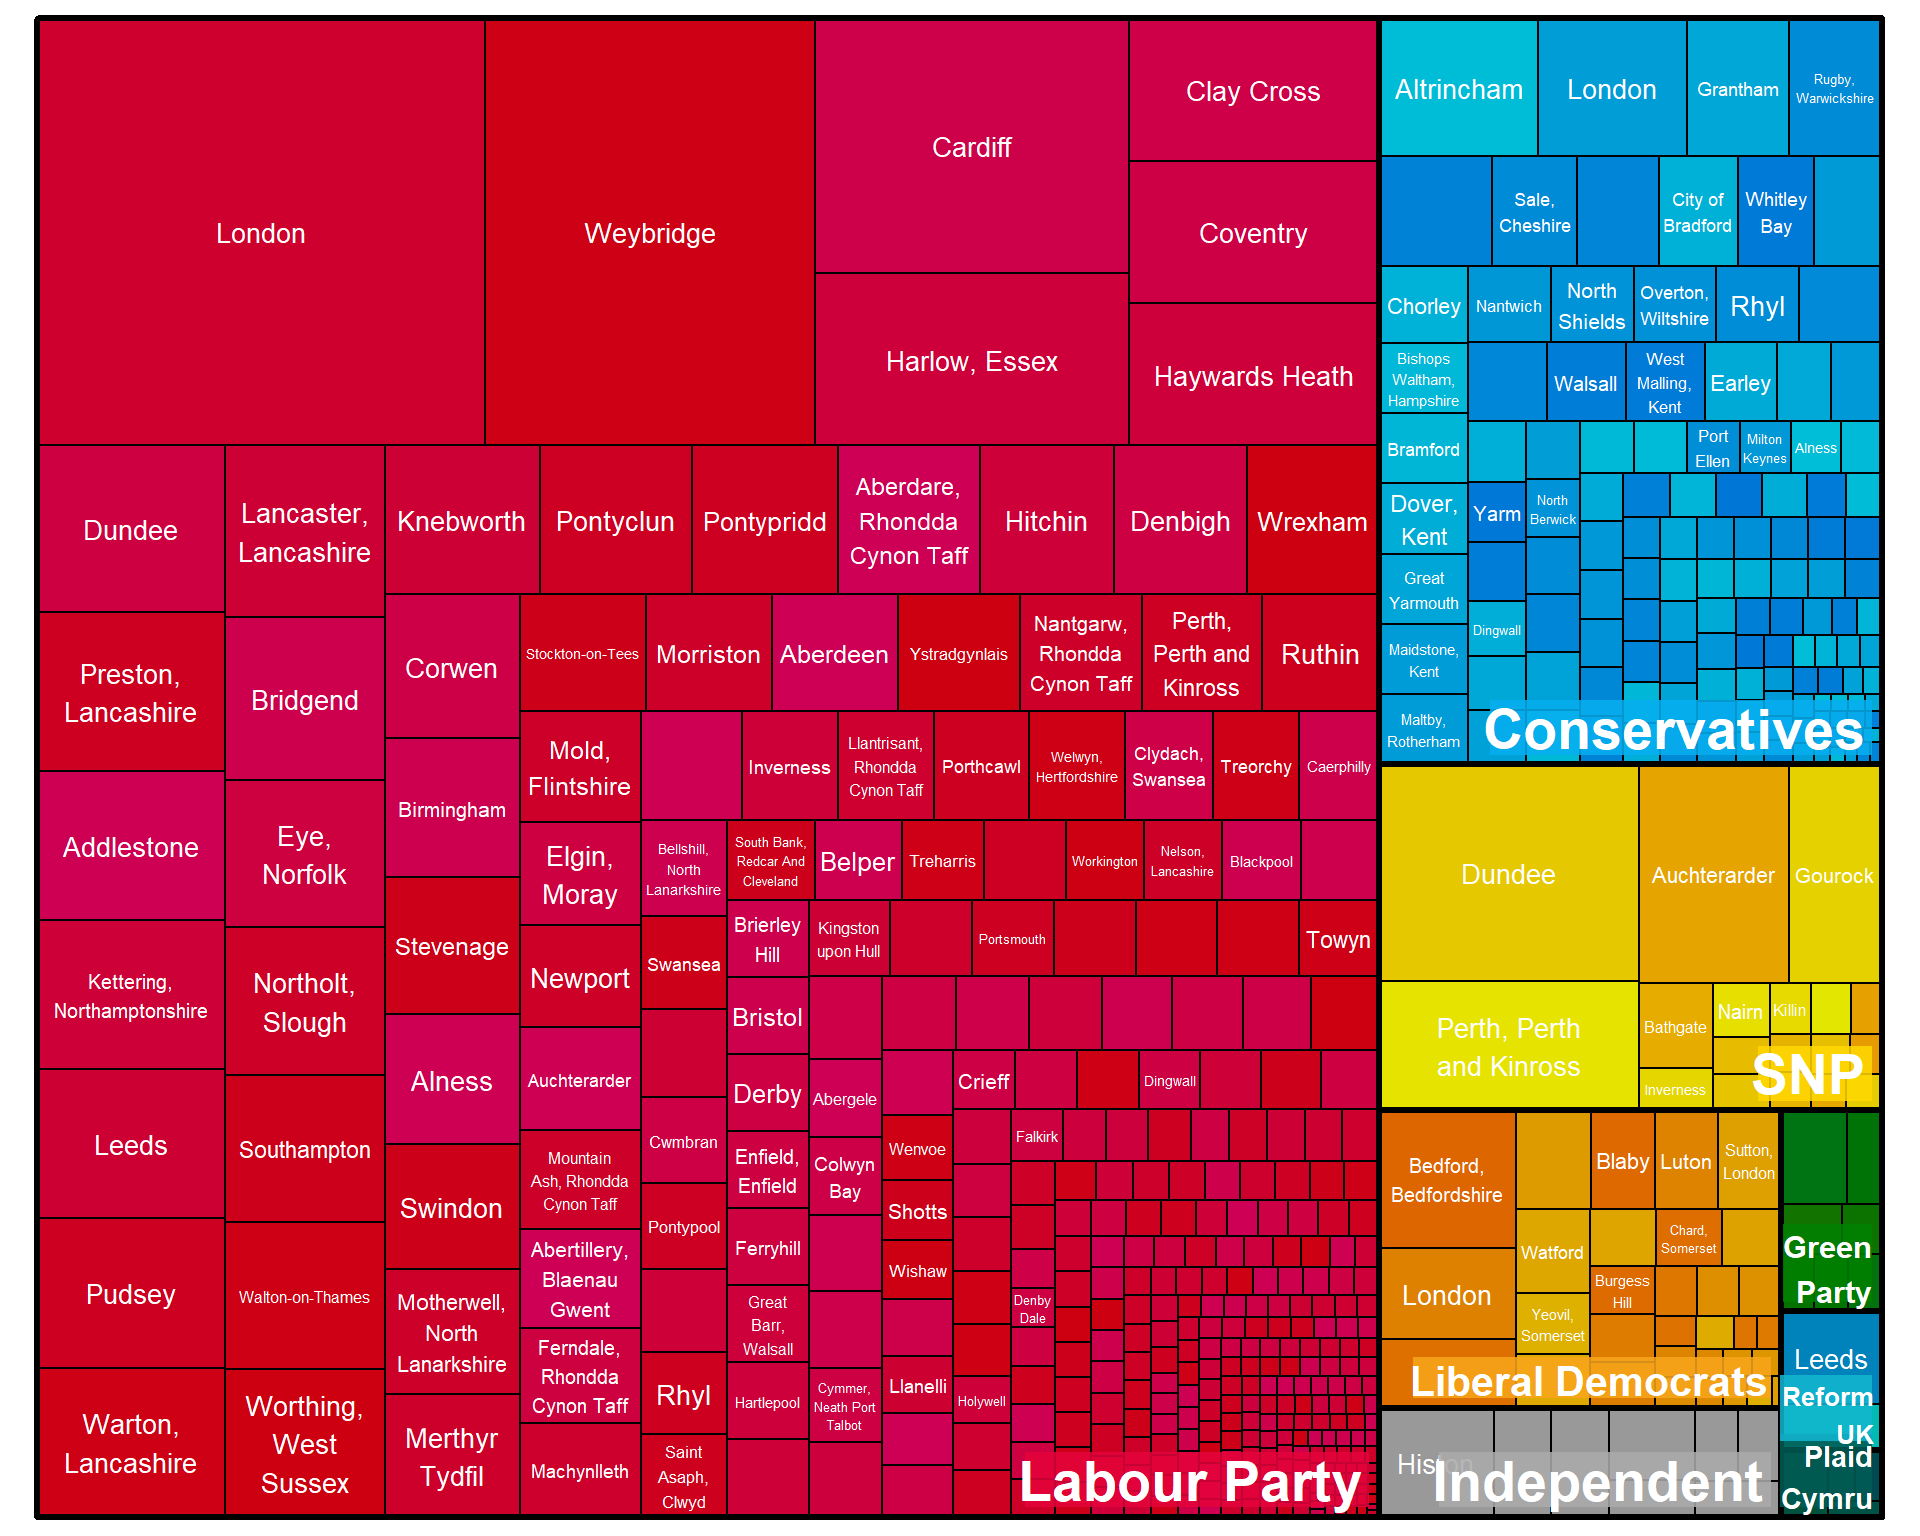 London
Weybridge
Cardiff
Harlow, Essex
Clay Cross
Coventry
Haywards Heath
Dundee
Preston,
Lancashire
Addlestone
Kettering,
Northamptonshire
Leeds
Pudsey
Warton,
Lancashire
Lancaster,
Lancashire
Bridgend
Eye,
Norfolk
Northolt,
Slough
Southampton
Walton-on-Thames
Worthing,
West
Sussex
Knebworth
Pontyclun
Pontypridd
Aberdare,
Rhondda
Cynon Taff
Hitchin
Denbigh
Wrexham
Corwen
Birmingham
Stevenage
Alness
Swindon
Motherwell,
North
Lanarkshire
Merthyr
Tydfil
Stockton-on-Tees
Morriston
Aberdeen
Ystradgynlais
Nantgarw,
Rhondda
Cynon Taff
Perth,
Perth and
Kinross
Ruthin
Mold,
Flintshire
Elgin,
Moray
Newport
Auchterarder
Mountain
Ash, Rhondda
Cynon Taff
Abertillery,
Blaenau
Gwent
Ferndale,
Rhondda
Cynon Taff
Machynlleth
Inverness
Llantrisant,
Rhondda
Cynon Taff
Porthcawl
Welwyn,
Hertfordshire
Clydach,
Swansea
Treorchy
Caerphilly
Bellshill,
North
Lanarkshire
Swansea
Cwmbran
Pontypool
Rhyl
Saint
Asaph,
Clwyd
South Bank,
Redcar And
Cleveland
Belper
Treharris
Workington
Nelson,
Lancashire
Blackpool
Brierley
Hill
Kingston
upon Hull
Portsmouth
Towyn
Bristol
Derby
Enfield,
Enfield
Ferryhill
Great
Barr,
Walsall
Hartlepool
Abergele
Colwyn
Bay
Cymmer,
Neath Port
Talbot
Crieff
Dingwall
Wenvoe
Shotts
Wishaw
Llanelli
Falkirk
Denby
Dale
Holywell
Labour Party
Altrincham
London
Grantham
Rugby,
Warwickshire
Sale,
Cheshire
City of
Bradford
Whitley
Bay
Chorley
Nantwich
North
Shields
Overton,
Wiltshire
Rhyl
Bishops
Waltham,
Hampshire
Walsall
West
Malling,
Kent
Earley
Bramford
Port
Ellen
Milton
Keynes
Alness
Dover,
Kent
Yarm
North
Berwick
Great
Yarmouth
Dingwall
Maidstone,
Kent
Maltby,
Rotherham
Conservatives
Dundee
Auchterarder
Gourock
Perth, Perth
and Kinross
Bathgate
Nairn
Killin
Inverness
SNP
Bedford,
Bedfordshire
Blaby
Luton
Sutton,
London
London
Watford
Chard,
Somerset
Burgess
Hill
Yeovil,
Somerset
Liberal Democrats
Green
Party
Leeds
Reform
UK
Plaid
Cymru
Histon
Independent